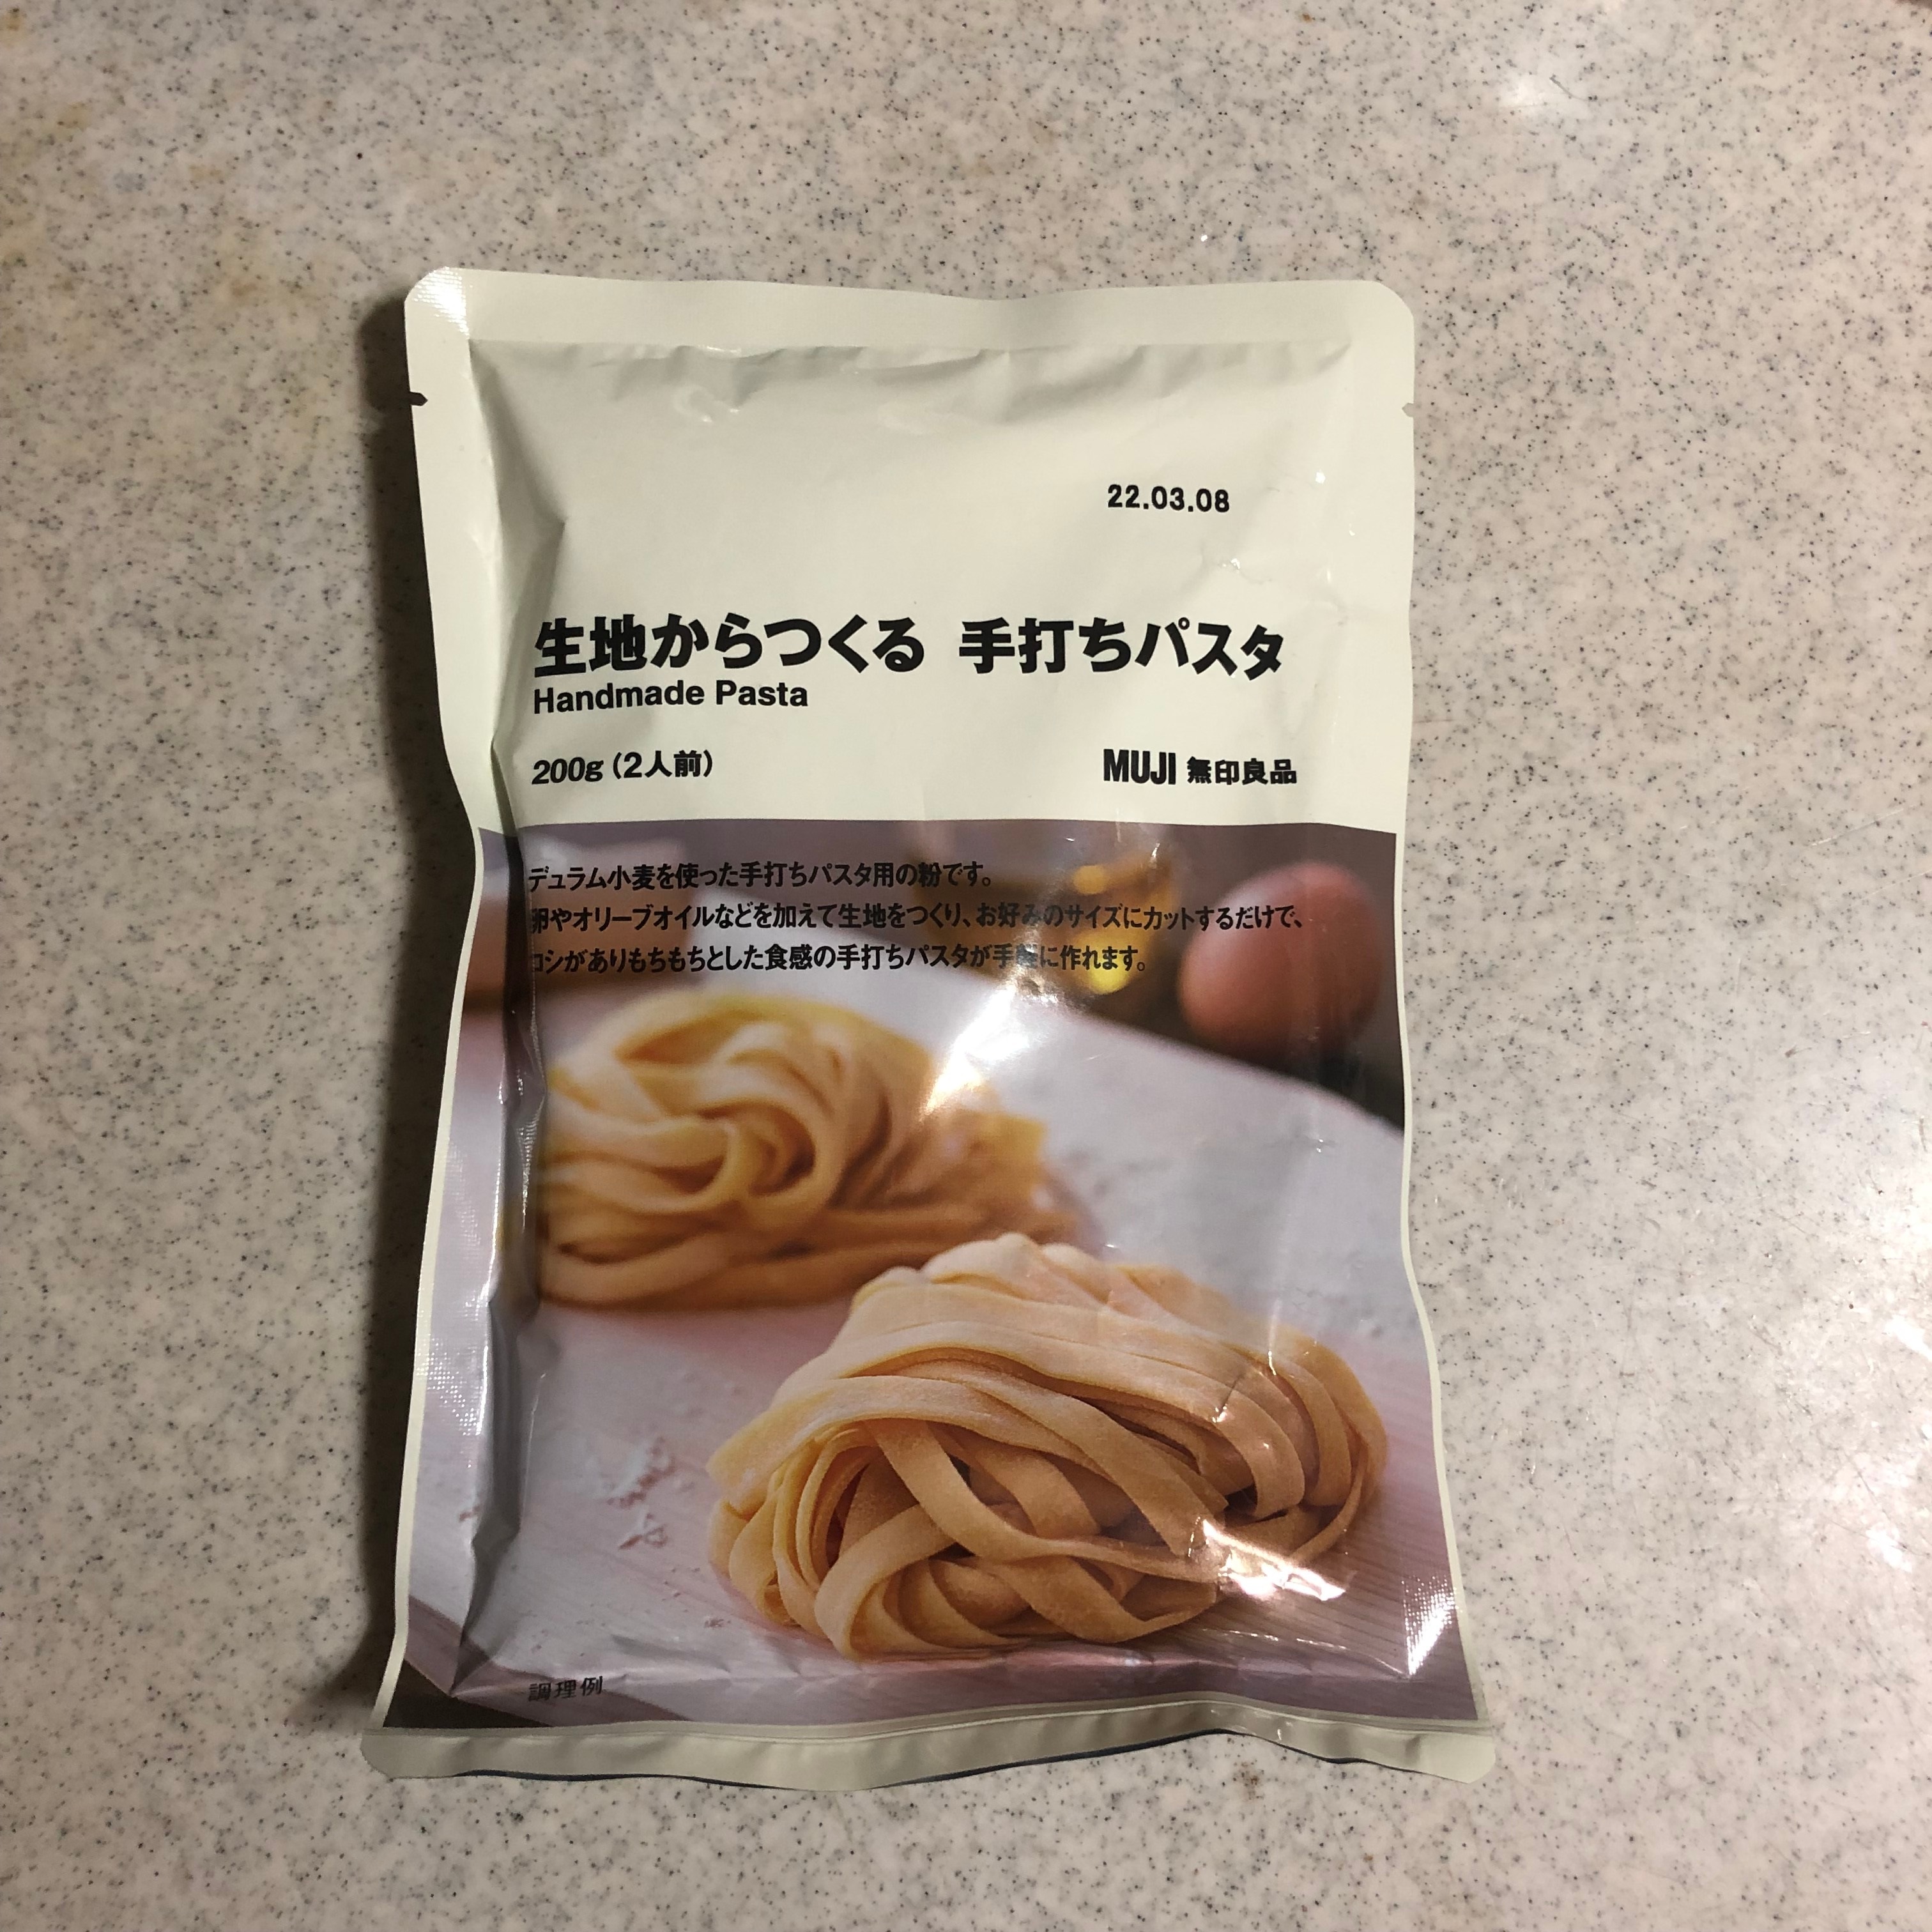 22.03.08
生地からつくる 手打ちパスタ
Handmade Pasta
200g（2人前）
MUJI 無印良品
デュラム小麦を使った手打ちパスタ用の粉です。
卵やオリーブオイルなどを加えて生地をつくり、お好みのサイズにカットするだけで、
コシがありもちもちとした食感の手打ちパスタが手軽に作れます。
調理例